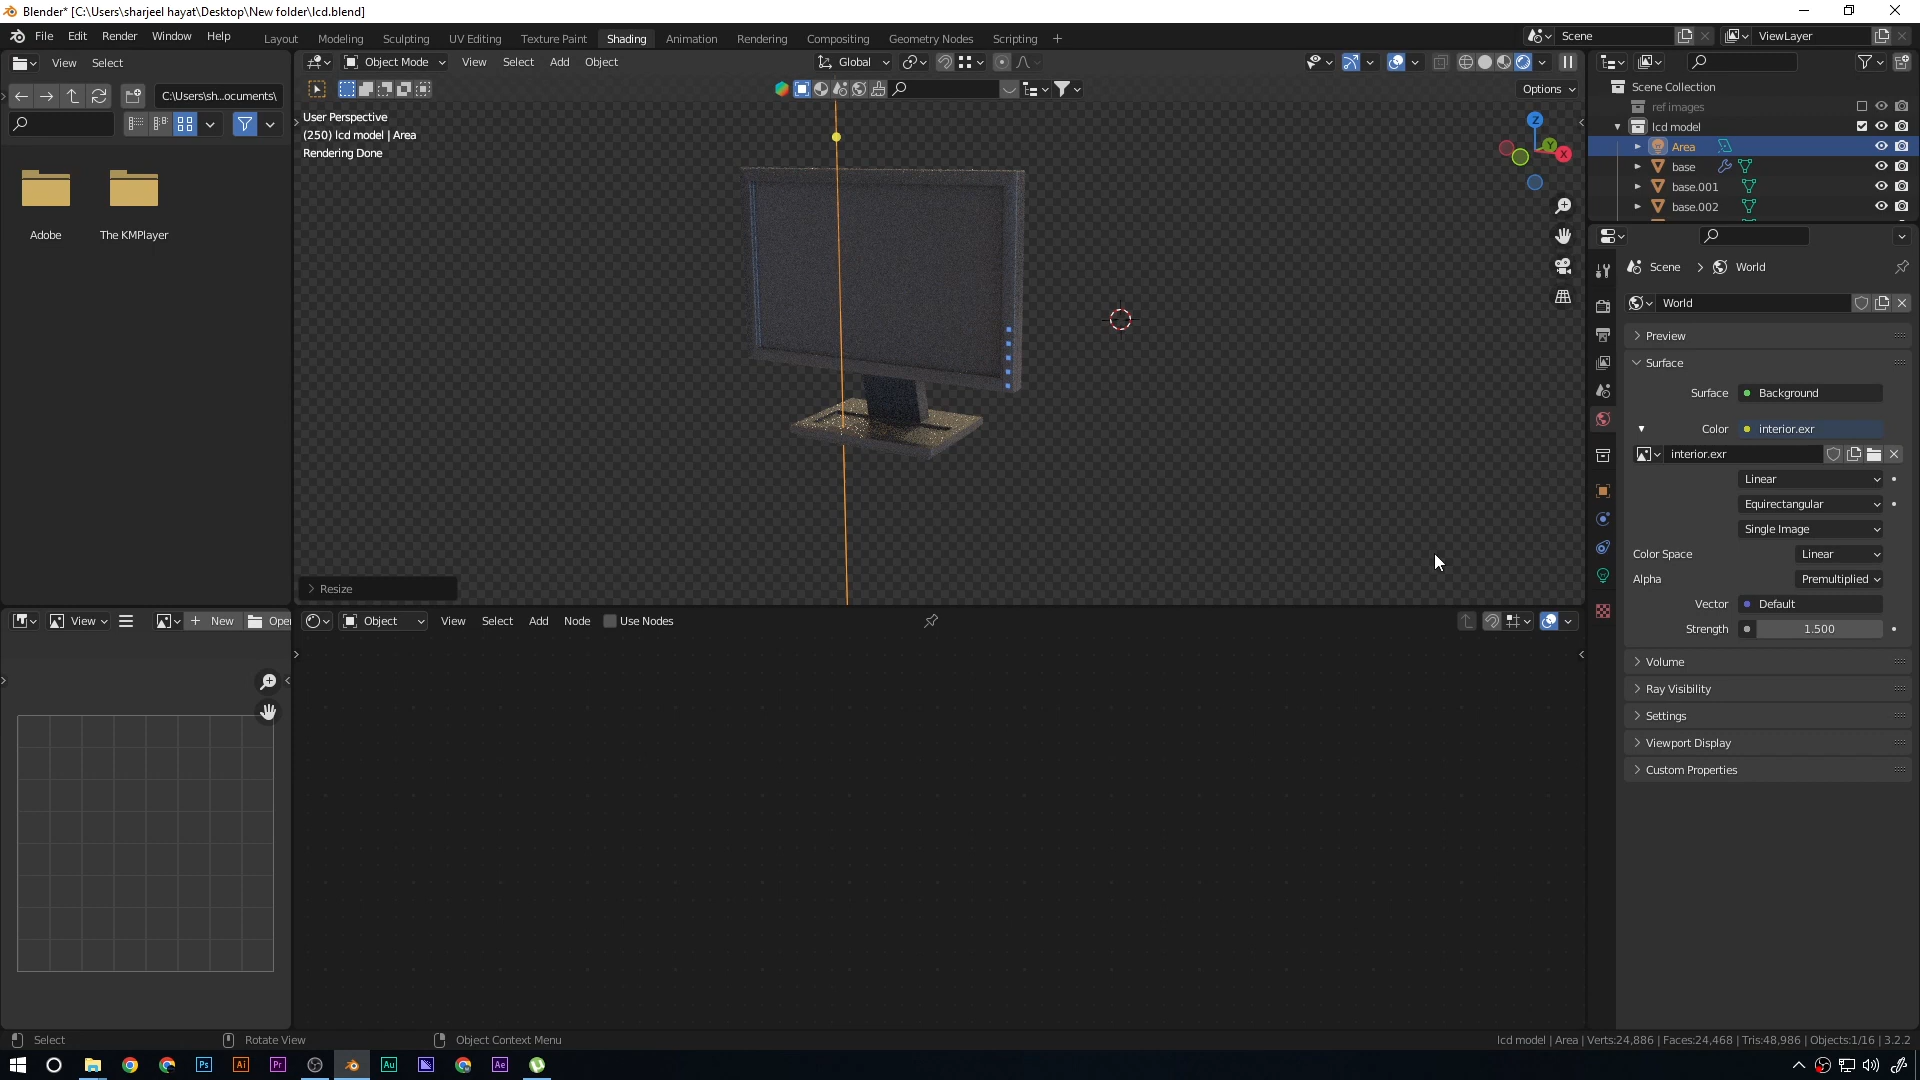 Blender* [C:\Users\sharjeel hayat\Desktop\New folder\lcd.blend]
File Edit Render Window Help
Layout Modeling Sculpting UV Editing Texture Paint Shading Animation Rendering Compositing Geometry Nodes Scripting +
Scene
ViewLayer
View Select
Object Mode View Select Add Object
Global
C:\Users\sh...ocuments\
Options
User Perspective
(250) lcd model | Area
Rendering Done
Z
Y
X
Adobe
The KMPlayer
Resize
Scene Collection
ref images
lcd model
Area
base
base.001
base.002
Scene > World
World
Preview
Surface
Surface Background
Color interior.exr
interior.exr
Linear
Equirectangular
Single Image
Color Space Linear
Alpha Premultiplied
Vector Default
Strength 1.500
Volume
Ray Visibility
Settings
Viewport Display
Custom Properties
View New Open
Object View Select Add Node Use Nodes
Select Rotate View Object Context Menu
lcd model | Area | Verts:24,886 | Faces:24,468 | Tris:48,986 | Objects:1/16 | 3.2.2
Ps Ai Pr Au Ae